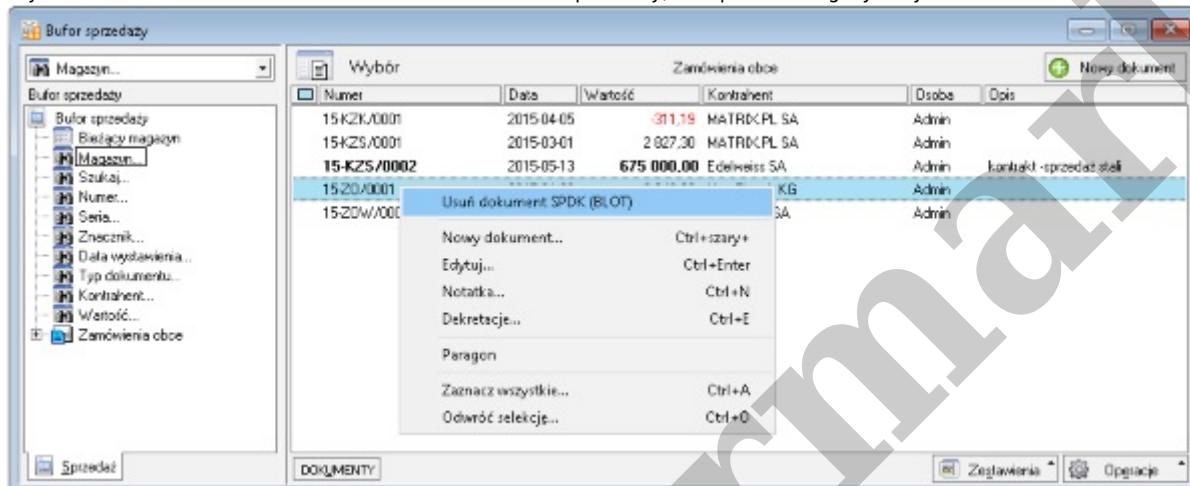 Bufor sprzedaży
Magazyn...
Wybór
Zamówienia obce
Nowy dokument
Bufor sprzedaży
Numer Data Wartość Kontrahent Osoba Opis
Bufor sprzedaży
15-KZK/0001 2015-04-05 -311,19 MATRIX.PL SA Admin
Bieżący magazyn
15-KZS/0001 2015-03-01 2 827,30 MATRIX.PL SA Admin
Magazyn...
15-KZS/0002 2015-05-13 675 000,00 Edelweiss SA Admin kontrakt -sprzedaż stali
Szukaj...
15-ZO/0001 KG Admin
Numer...
15-ZOW/000 SA Admin
Seria...
Znacznik...
Data wystawienia...
Typ dokumentu...
Kontrahent...
Wartość...
Zamówienia obce
Usuń dokument SPDK (BLOT)
Nowy dokument... Ctrl+szary+
Edytuj... Ctrl+Enter
Notatka... Ctrl+N
Dekretacje... Ctrl+E
Paragon
Zaznacz wszystkie... Ctrl+A
Odwróć selekcję... Ctrl+O
Sprzedaż
DOKUMENTY
Zestawienia
Operacje